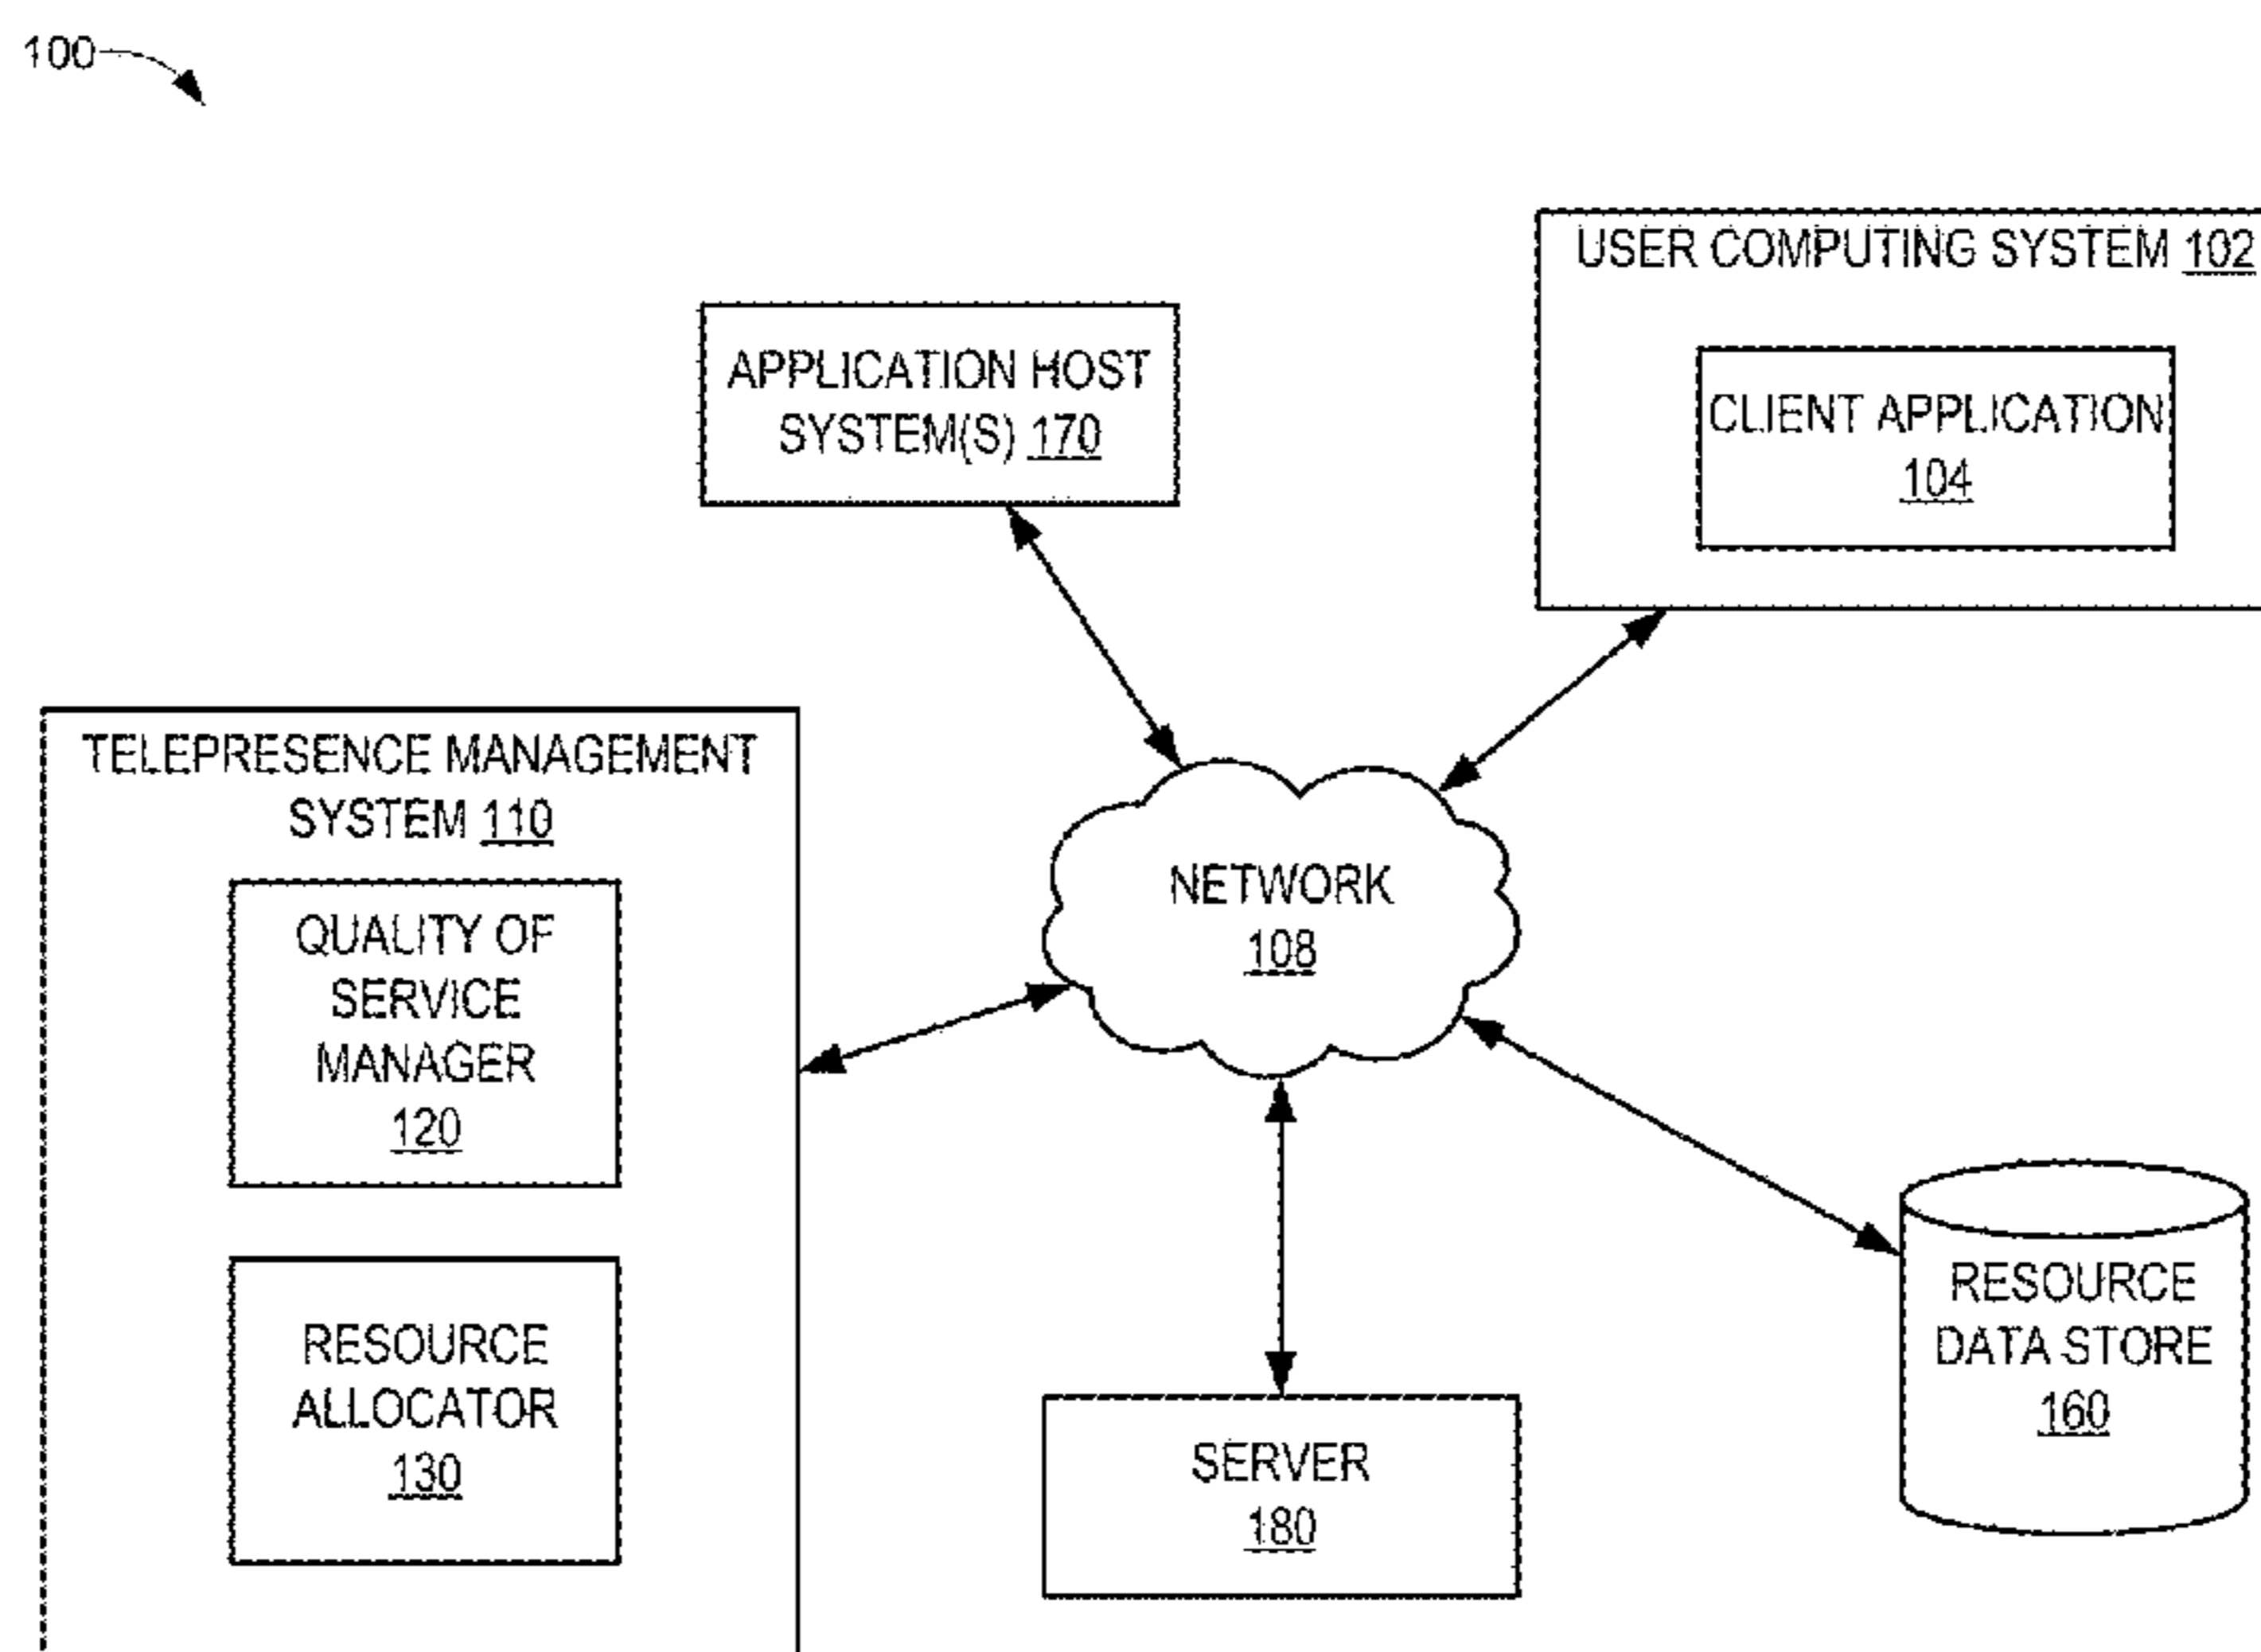 100
USER COMPUTING SYSTEM 102
APPLICATION HOST
SYSTEM(S) 170
CLIENT APPLICATION
104
TELEPRESENCE MANAGEMENT
SYSTEM 110
QUALITY OF
SERVICE
MANAGER
120
NETWORK
108
RESOURCE
ALLOCATOR
130
SERVER
180
RESOURCE
DATA STORE
160